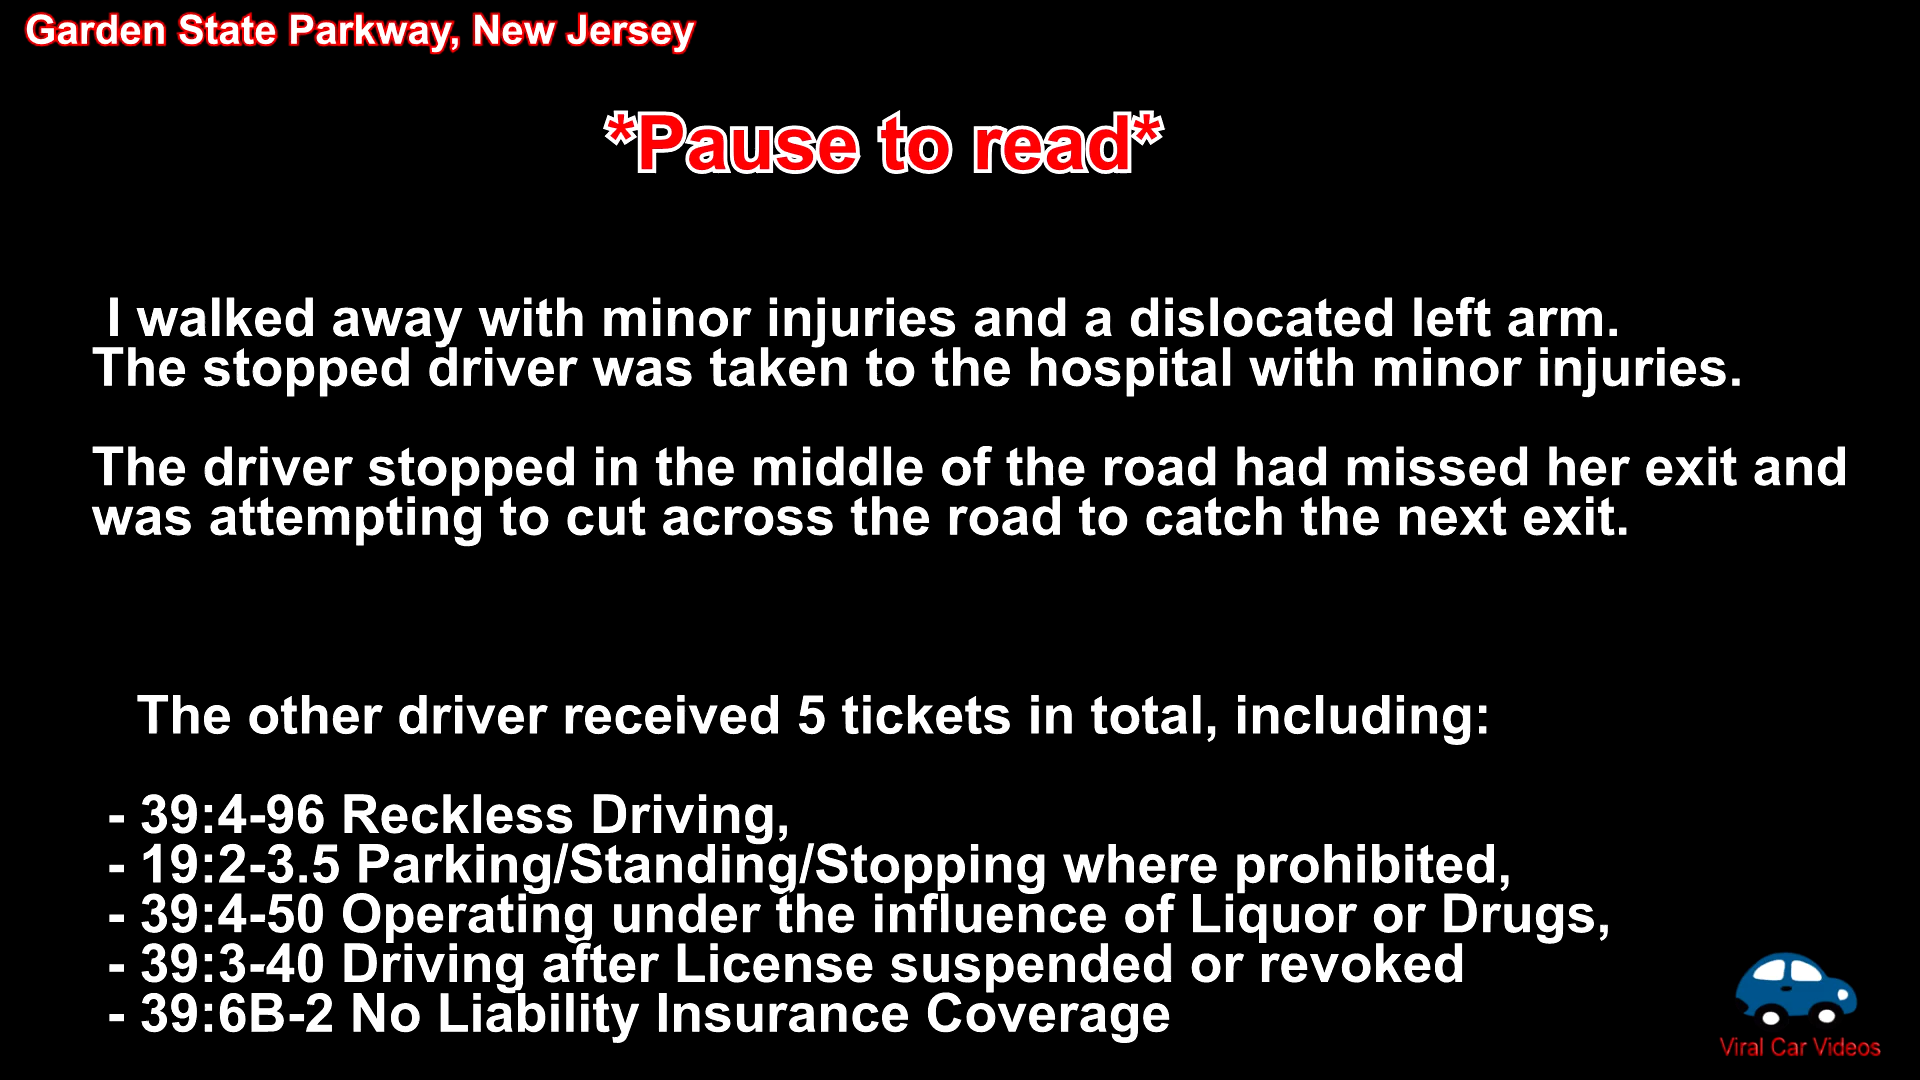 Garden State Parkway, New Jersey
*Pause to read*
I walked away with minor injuries and a dislocated left arm.
The stopped driver was taken to the hospital with minor injuries.
The driver stopped in the middle of the road had missed her exit and
was attempting to cut across the road to catch the next exit.
The other driver received 5 tickets in total, including:
- 39:4-96 Reckless Driving,
- 19:2-3.5 Parking/Standing/Stopping where prohibited,
- 39:4-50 Operating under the influence of Liquor or Drugs,
- 39:3-40 Driving after License suspended or revoked
- 39:6B-2 No Liability Insurance Coverage
Viral Car Videos